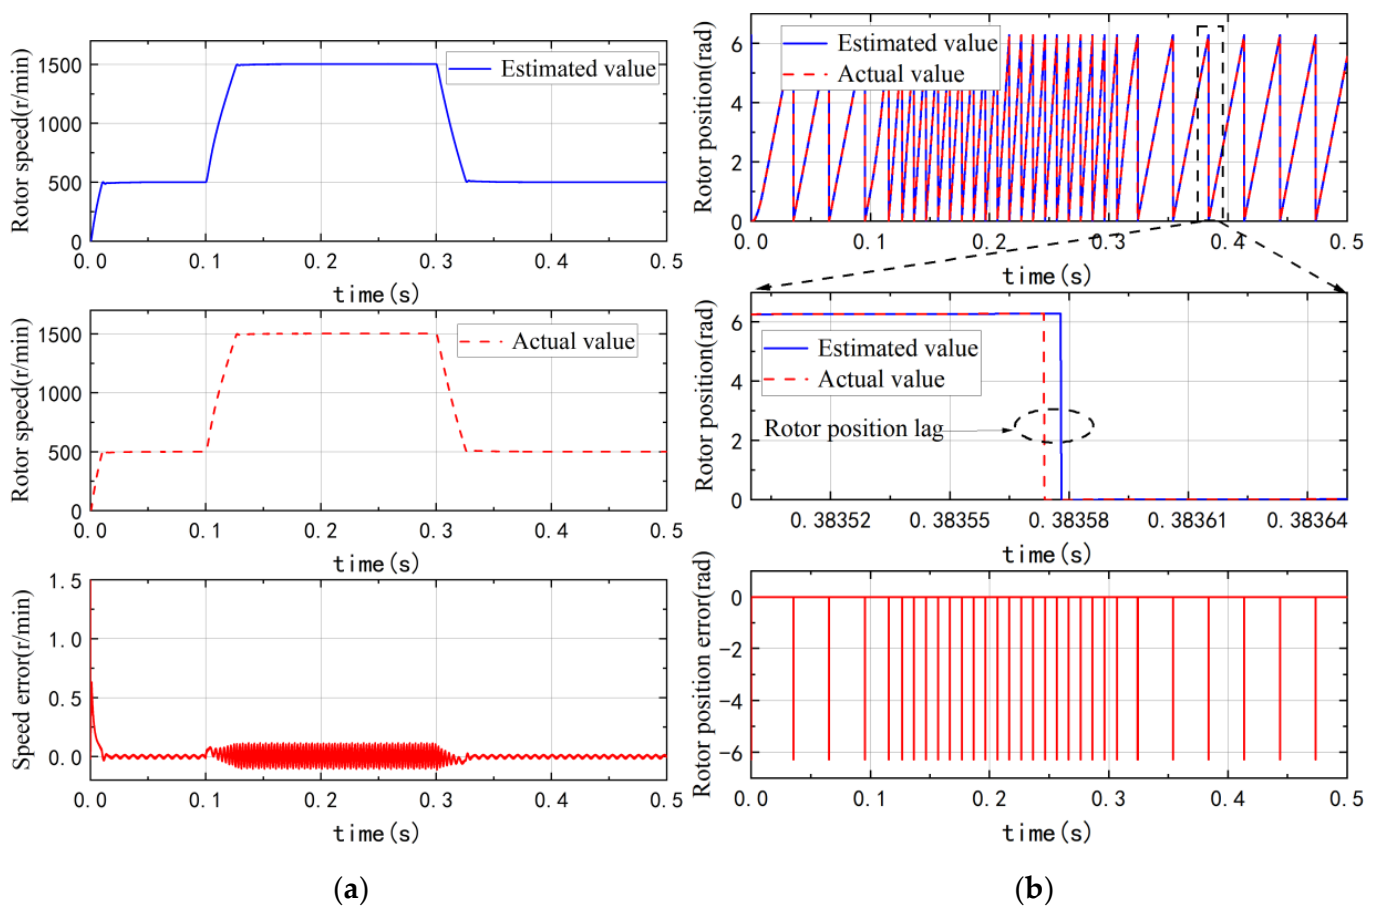 Rotor speed(r/min)
1500
1000
500
0
Estimated value
0.0 0.1 0.2 0.3 0.4 0.5
time(s)
Rotor speed(r/min)
1500
1000
500
0
Actual value
0.0 0.1 0.2 0.3 0.4 0.5
time(s)
Speed error(r/min)
1.5
1.0
0.5
0.0
0.0 0.1 0.2 0.3 0.4 0.5
time(s)
(a)
Rotor position(rad)
6
4
2
0
Estimated value
Actual value
0.0 0.1 0.2 0.3 0.4 0.5
time(s)
Rotor position(rad)
6
4
2
0
Estimated value
Actual value
Rotor position lag
0.38352 0.38355 0.38358 0.38361 0.38364
time(s)
Rotor position error(rad)
0
-2
-4
-6
0.0 0.1 0.2 0.3 0.4 0.5
time(s)
(b)